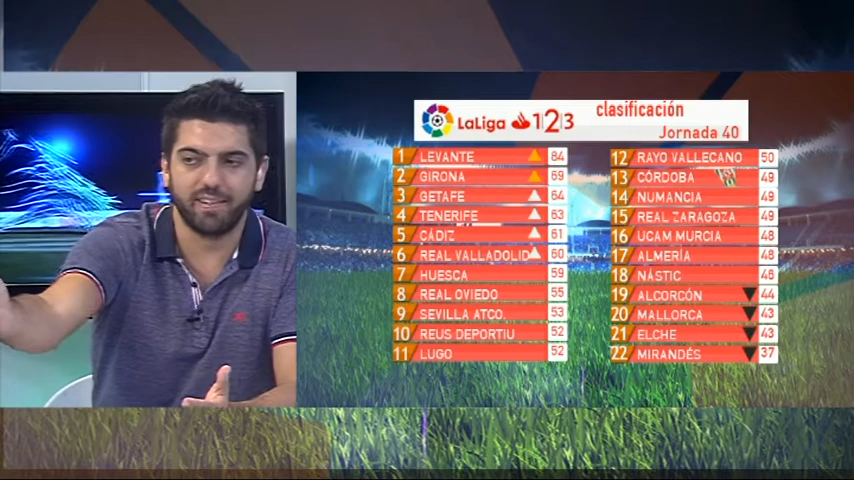 LaLiga 1|2|3
clasificación
Jornada 40
1 LEVANTE 84
2 GIRONA 69
3 GETAFE 64
4 TENERIFE 63
5 CÁDIZ 61
6 REAL VALLADOLID 60
7 HUESCA 59
8 REAL OVIEDO 55
9 SEVILLA ATCO. 53
10 REUS DEPORTIU 52
11 LUGO 52
12 RAYO VALLECANO 50
13 CÓRDOBA 49
14 NUMANCIA 49
15 REAL ZARAGOZA 49
16 UCAM MURCIA 48
17 ALMERÍA 48
18 NÁSTIC 46
19 ALCORCÓN 44
20 MALLORCA 43
21 ELCHE 43
22 MIRANDÉS 37